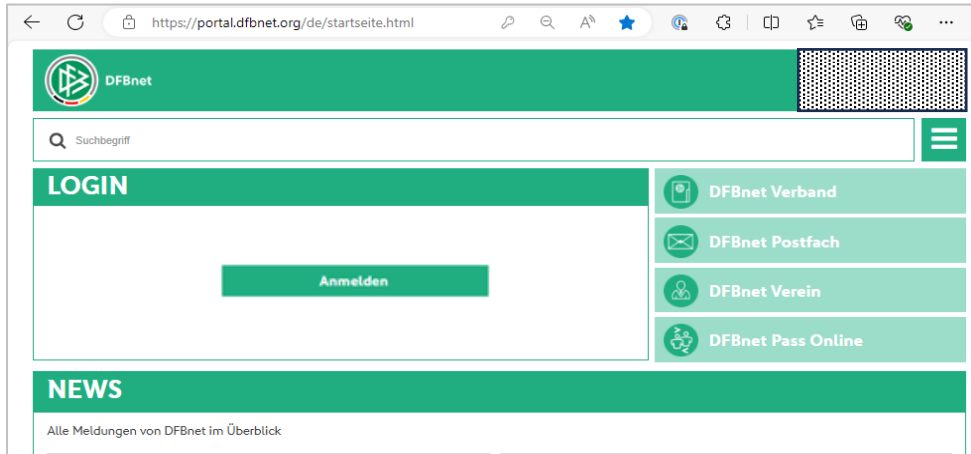 https://portal.dfbnet.org/de/startseite.html
DFBnet
Suchbegriff
LOGIN
Anmelden
DFBnet Verband
DFBnet Postfach
DFBnet Verein
DFBnet Pass Online
NEWS
Alle Meldungen von DFBnet im Überblick